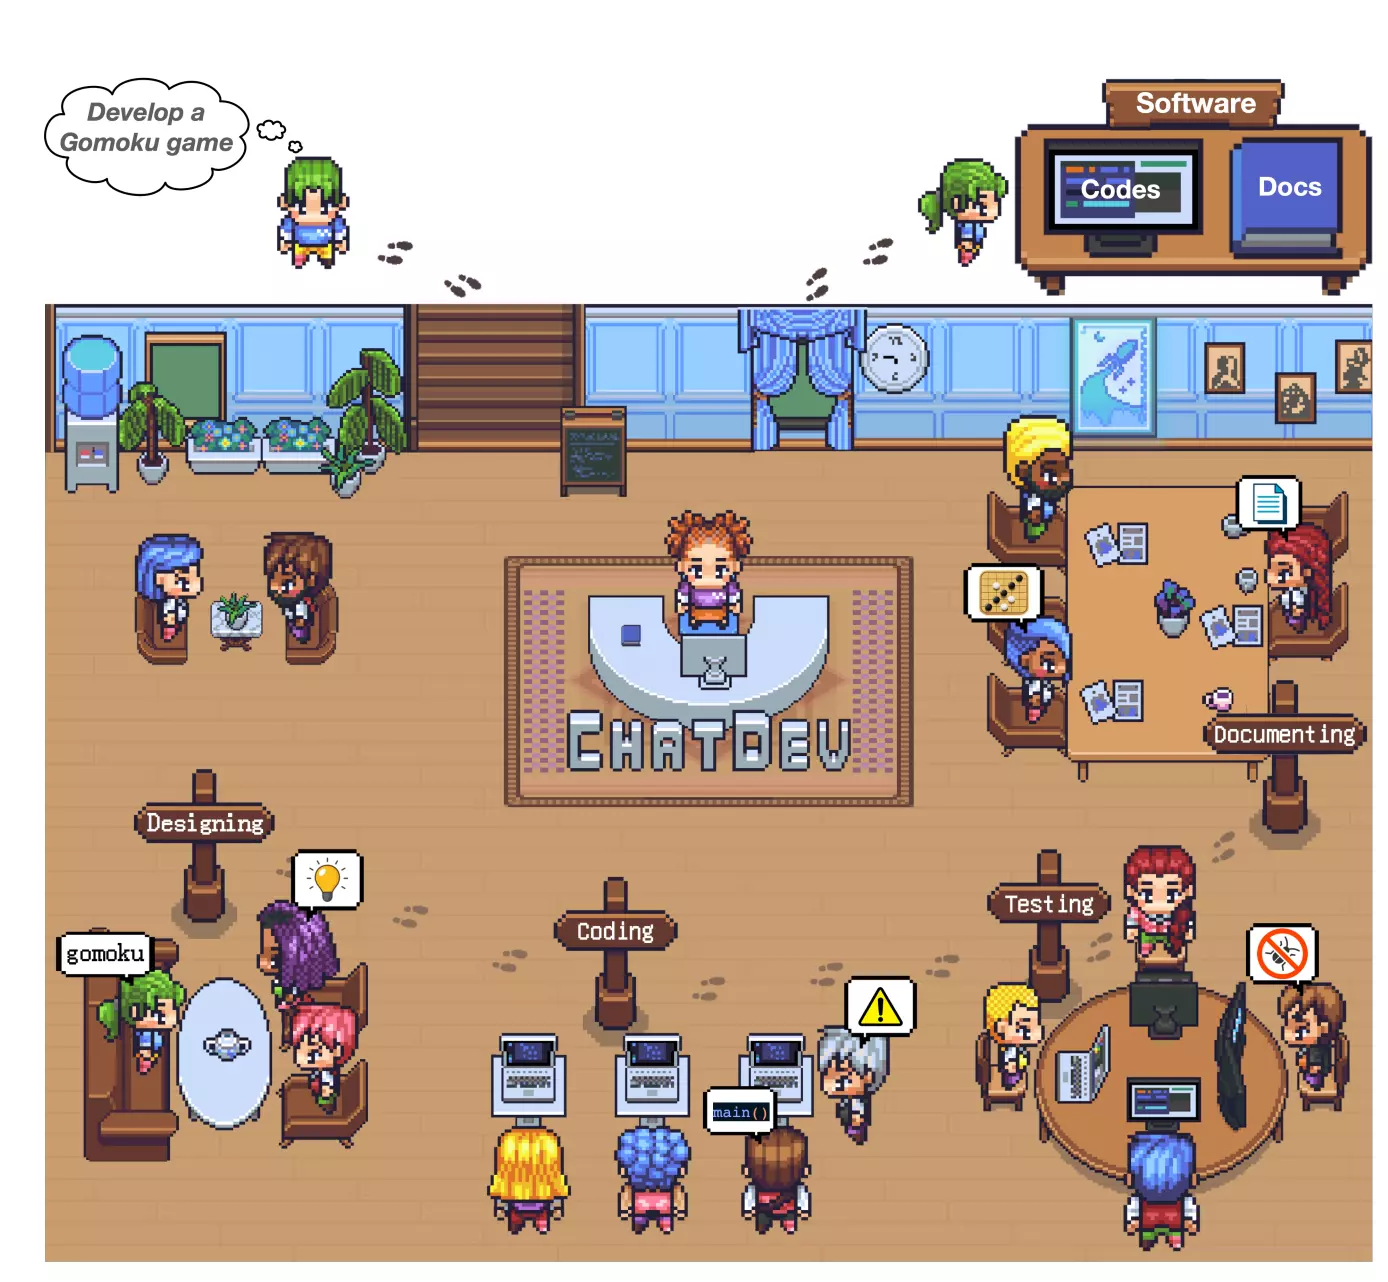 Develop a
Gomoku game
Software
Codes
Docs
CHATDEV
Documenting
Designing
gomoku
Coding
main()
Testing